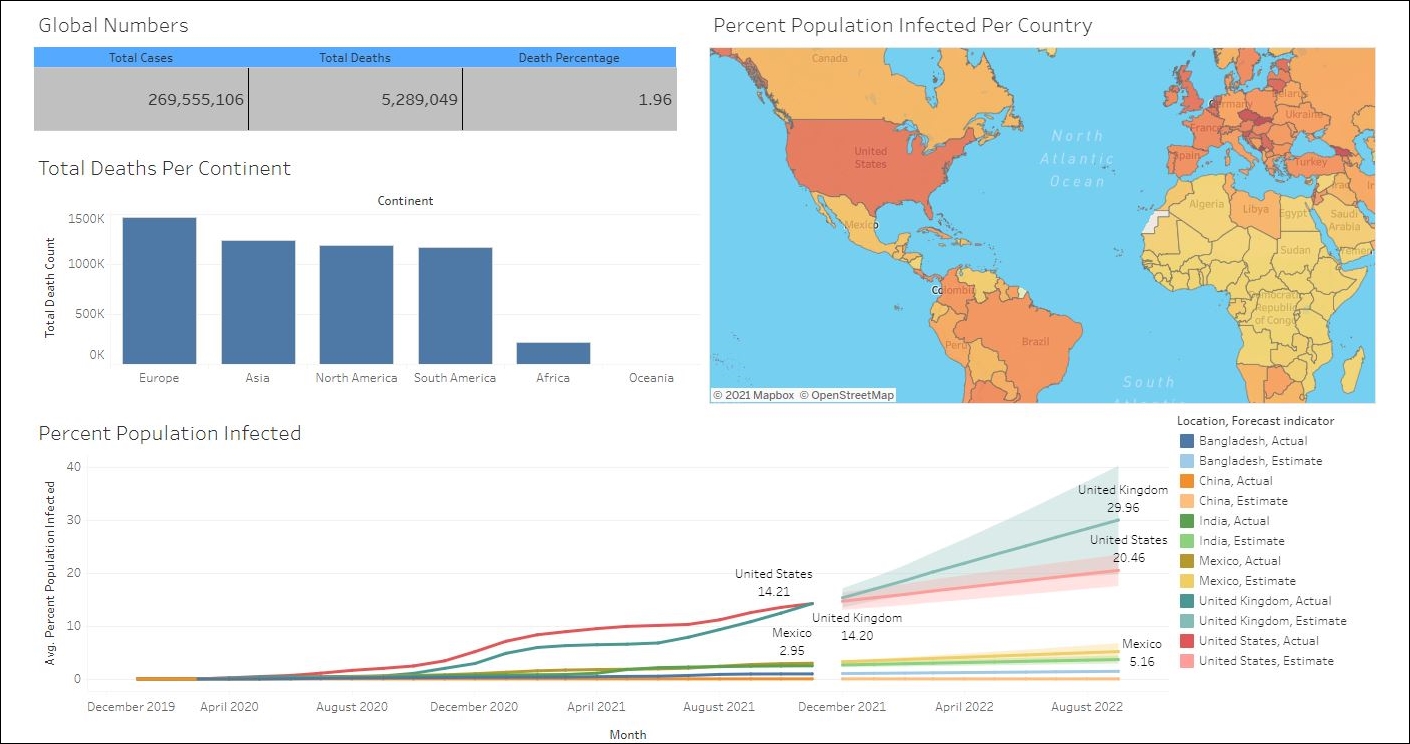 Global Numbers
Total Cases Total Deaths Death Percentage
269,555,106 5,289,049 1.96
Total Deaths Per Continent
Continent
Total Death Count
1500K
1000K
500K
0K
Europe Asia North America South America Africa Oceania
Percent Population Infected Per Country
Canada
United
States
Mexico
North
Atlantic
Ocean
Colombia
Peru
Brazil
South
Germany
Belarus
Ukraine
France
Spain
Turkey
Iraq
Algeria
Libya
Egypt
Saudi
Arabia
Sudan
Yemen
Democratic
Republic
of Congo
© 2021 Mapbox © OpenStreetMap
Percent Population Infected
Avg. Percent Population Infected
40
30
20
10
0
United States
14.21
United Kingdom
14.20
Mexico
2.95
United Kingdom
29.96
United States
20.46
Mexico
5.16
December 2019 April 2020 August 2020 December 2020 April 2021 August 2021 December 2021 April 2022 August 2022
Month
Location, Forecast indicator
Bangladesh, Actual
Bangladesh, Estimate
China, Actual
China, Estimate
India, Actual
India, Estimate
Mexico, Actual
Mexico, Estimate
United Kingdom, Actual
United Kingdom, Estimate
United States, Actual
United States, Estimate